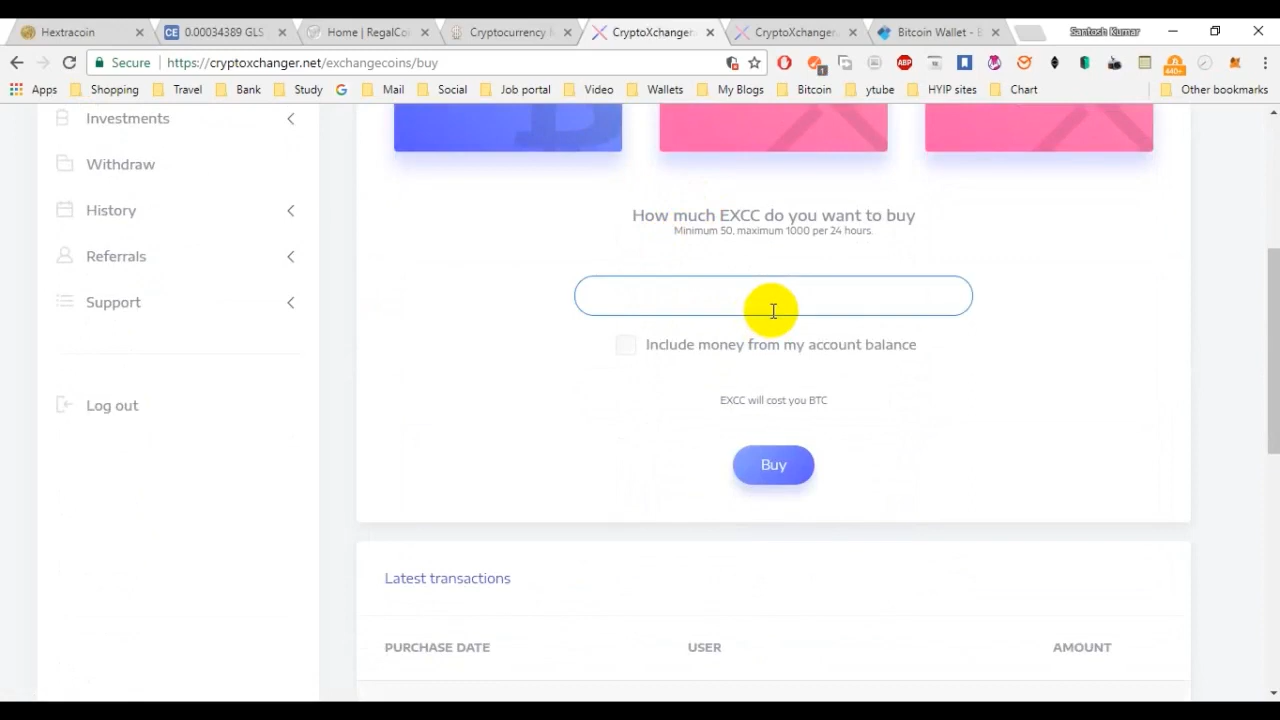 Hextracoin
0.00034389 GLS
Home | RegalCoi
Cryptocurrency M
CryptoXchanger
CryptoXchanger
Bitcoin Wallet - B
Santosh Kumar
Secure
https://cryptoxchanger.net/exchangecoins/buy
Apps
Shopping
Travel
Bank
Study
Mail
Social
Job portal
Video
Wallets
My Blogs
Bitcoin
ytube
HYIP sites
Chart
Other bookmarks
Investments
Withdraw
History
Referrals
Support
Log out
How much EXCC do you want to buy
Minimum 50, maximum 1000 per 24 hours.
Include money from my account balance
EXCC will cost you BTC
Buy
Latest transactions
PURCHASE DATE
USER
AMOUNT